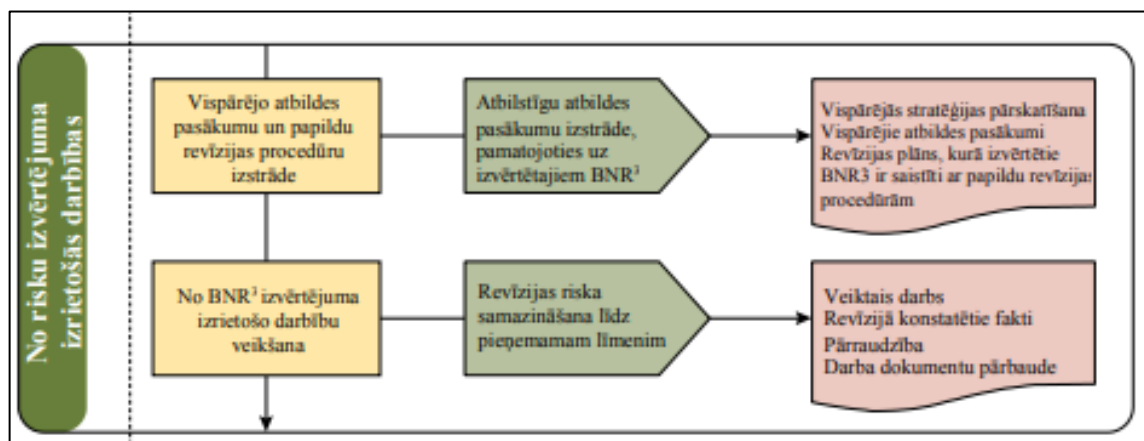 No risku izvērtējuma
izrietošās darbības
Vispārējo atbildes
pasākumu un papildu
revīzijas procedūru
izstrāde
Atbilstīgu atbildes
pasākumu izstrāde,
pamatojoties uz
izvērtētajiem BNR³
Vispārējās stratēģijas pārskatīšana
Vispārējie atbildes pasākumi
Revīzijas plāns, kurā izvērtētie
BNR3 ir saistīti ar papildu revīzijas
procedūrām
No BNR³ izvērtējuma
izrietošo darbību
veikšana
Revīzijas riska
samazināšana līdz
pieņemamam līmenim
Veiktais darbs
Revīzijā konstatētie fakti
Pārraudzība
Darba dokumentu pārbaude